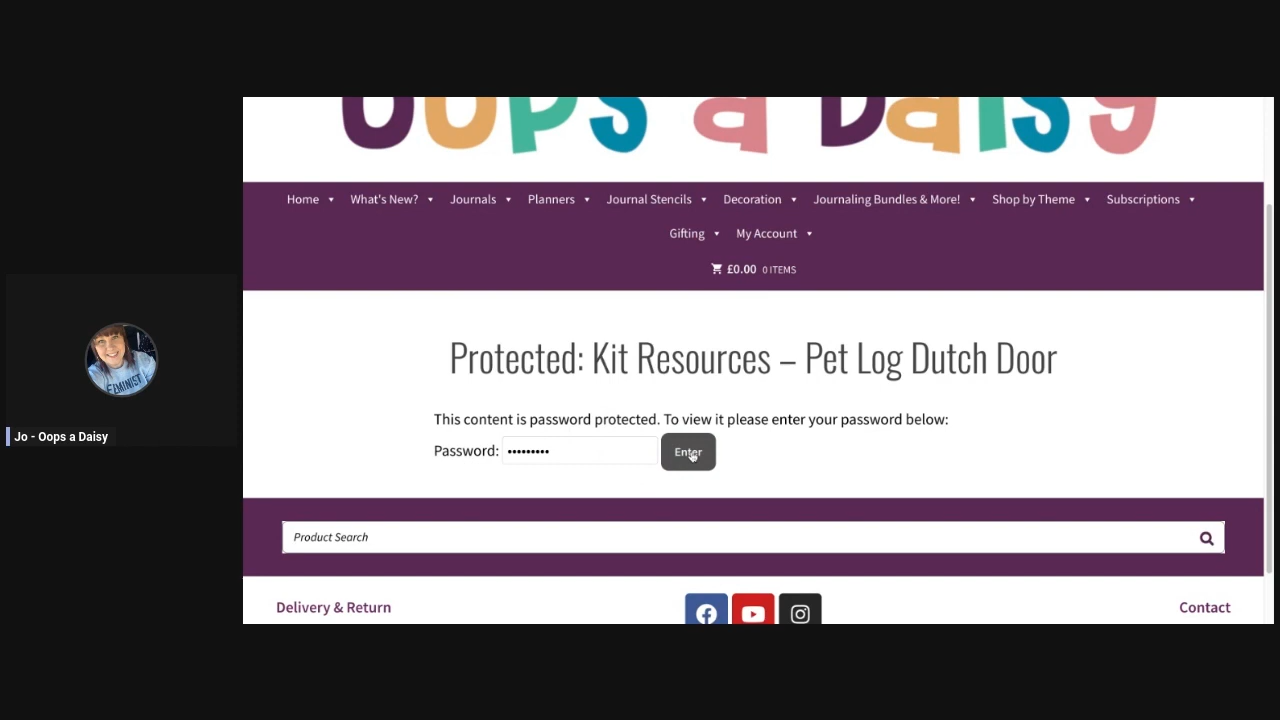 Oops a Daisy
Home What's New? Journals Planners Journal Stencils Decoration Journaling Bundles & More! Shop by Theme Subscriptions
Gifting My Account
£0.00 0 ITEMS
Protected: Kit Resources – Pet Log Dutch Door
This content is password protected. To view it please enter your password below:
Password: ••••••••• Enter
Product Search
Delivery & Return Contact
FEMINIST
Jo - Oops a Daisy